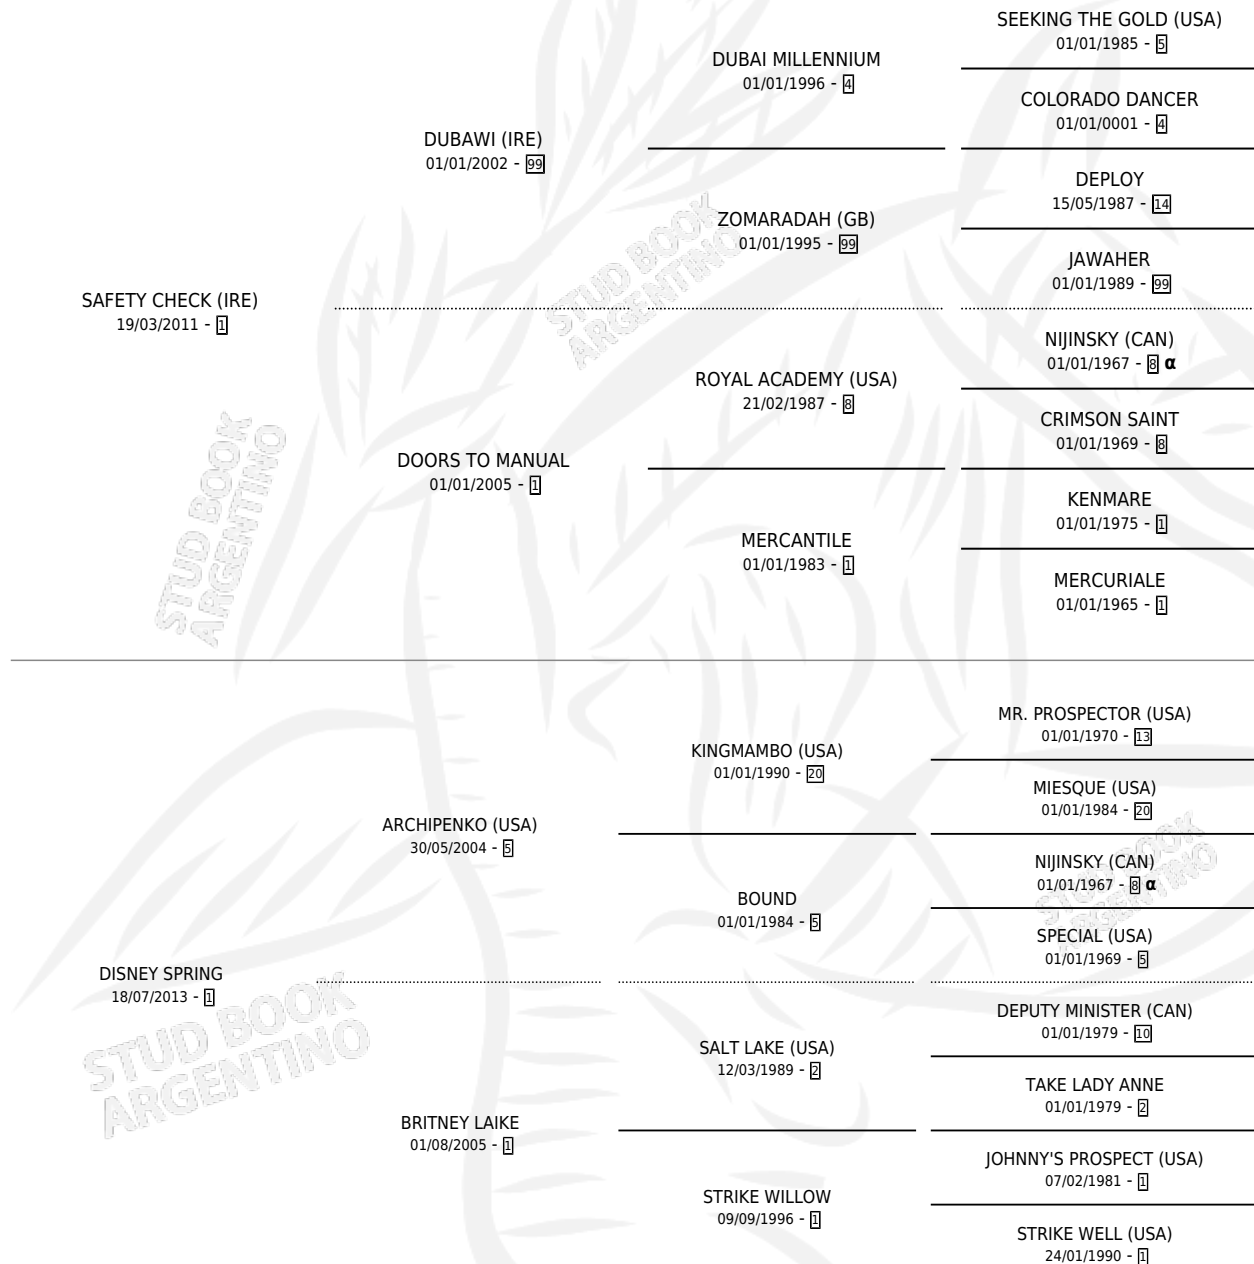 SEEKING THE GOLD (USA)
01/01/1985 - 5
DUBAI MILLENNIUM
01/01/1996 - 4
COLORADO DANCER
01/01/0001 - 4
DUBAWI (IRE)
01/01/2002 - 99
DEPLOY
15/05/1987 - 14
ZOMARADAH (GB)
01/01/1995 - 99
JAWAHER
01/01/1989 - 99
SAFETY CHECK (IRE)
19/03/2011 - 1
NIJINSKY (CAN)
01/01/1967 - 8 α
ROYAL ACADEMY (USA)
21/02/1987 - 8
CRIMSON SAINT
01/01/1969 - 8
DOORS TO MANUAL
01/01/2005 - 1
KENMARE
01/01/1975 - 1
MERCANTILE
01/01/1983 - 1
MERCURIALE
01/01/1965 - 1
STUD BOOK
ARGENTINO
STUD BOOK
ARGENTINO
MR. PROSPECTOR (USA)
01/01/1970 - 13
KINGMAMBO (USA)
01/01/1990 - 20
MIESQUE (USA)
01/01/1984 - 20
ARCHIPENKO (USA)
30/05/2004 - 5
NIJINSKY (CAN)
01/01/1967 - 8 α
BOUND
01/01/1984 - 5
SPECIAL (USA)
01/01/1969 - 5
DISNEY SPRING
18/07/2013 - 1
DEPUTY MINISTER (CAN)
01/01/1979 - 10
SALT LAKE (USA)
12/03/1989 - 2
TAKE LADY ANNE
01/01/1979 - 2
BRITNEY LAIKE
01/08/2005 - 1
JOHNNY'S PROSPECT (USA)
07/02/1981 - 1
STRIKE WILLOW
09/09/1996 - 1
STRIKE WELL (USA)
24/01/1990 - 1
STUD BOOK
ARGENTINO
STUD BOOK
ARGENTINO